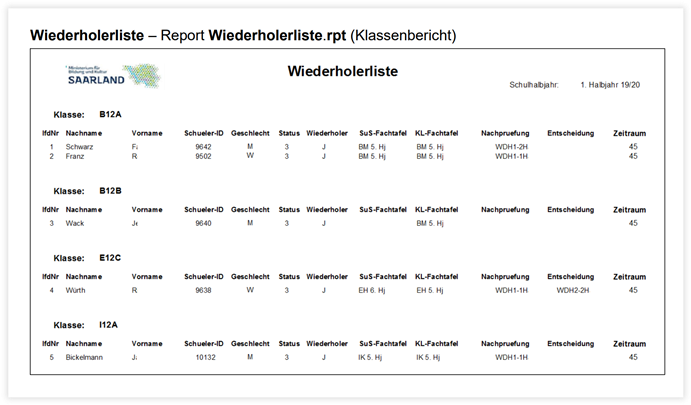 Wiederholerliste – Report Wiederholerliste.rpt (Klassenbericht)
Ministerium für
Bildung und Kultur
SAARLAND
Wiederholerliste
Schulhalbjahr: 1. Halbjahr 19/20
Klasse: B12A
lfdNr Nachname Vorname Schueler-ID Geschlecht Status Wiederholer SuS-Fachtafel KL-Fachtafel Nachpruefung Entscheidung Zeitraum
1 Schwarz 9642 M 3 J BM 5. Hj BM 5. Hj WDH1-2H 45
2 Franz R 9502 W 3 J BM 5. Hj BM 5. Hj WDH1-1H 45
Klasse: B12B
lfdNr Nachname Vorname Schueler-ID Geschlecht Status Wiederholer SuS-Fachtafel KL-Fachtafel Nachpruefung Entscheidung Zeitraum
3 Wack 9640 M 3 J BM 5. Hj 45
Klasse: E12C
lfdNr Nachname Vorname Schueler-ID Geschlecht Status Wiederholer SuS-Fachtafel KL-Fachtafel Nachpruefung Entscheidung Zeitraum
4 Würth R 9638 W 3 J EH 6. Hj EH 5. Hj WDH1-1H WDH2-2H 45
Klasse: I12A
lfdNr Nachname Vorname Schueler-ID Geschlecht Status Wiederholer SuS-Fachtafel KL-Fachtafel Nachpruefung Entscheidung Zeitraum
5 Bickelmann 10132 M 3 J IK 5. Hj IK 5. Hj WDH1-1H 45